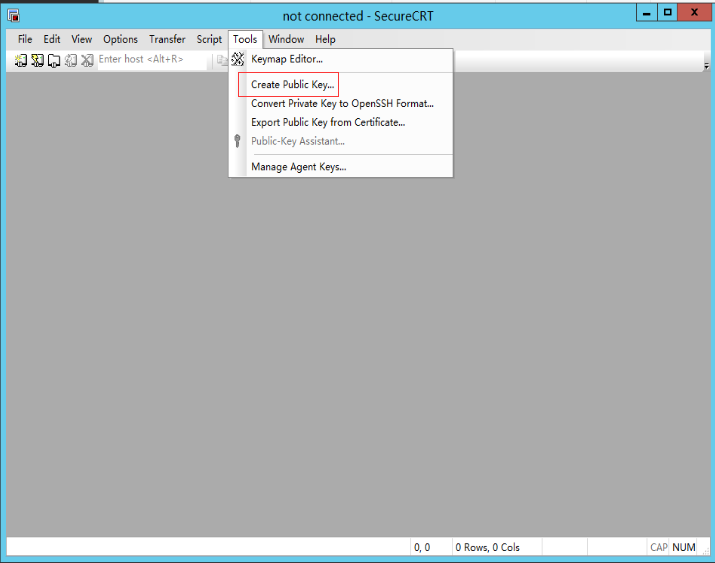 not connected - SecureCRT
File Edit View Options Transfer Script Tools Window Help
Enter host <Alt+R>
Keymap Editor...
Create Public Key...
Convert Private Key to OpenSSH Format...
Export Public Key from Certificate...
Public-Key Assistant...
Manage Agent Keys...
0, 0 0 Rows, 0 Cols CAP NUM